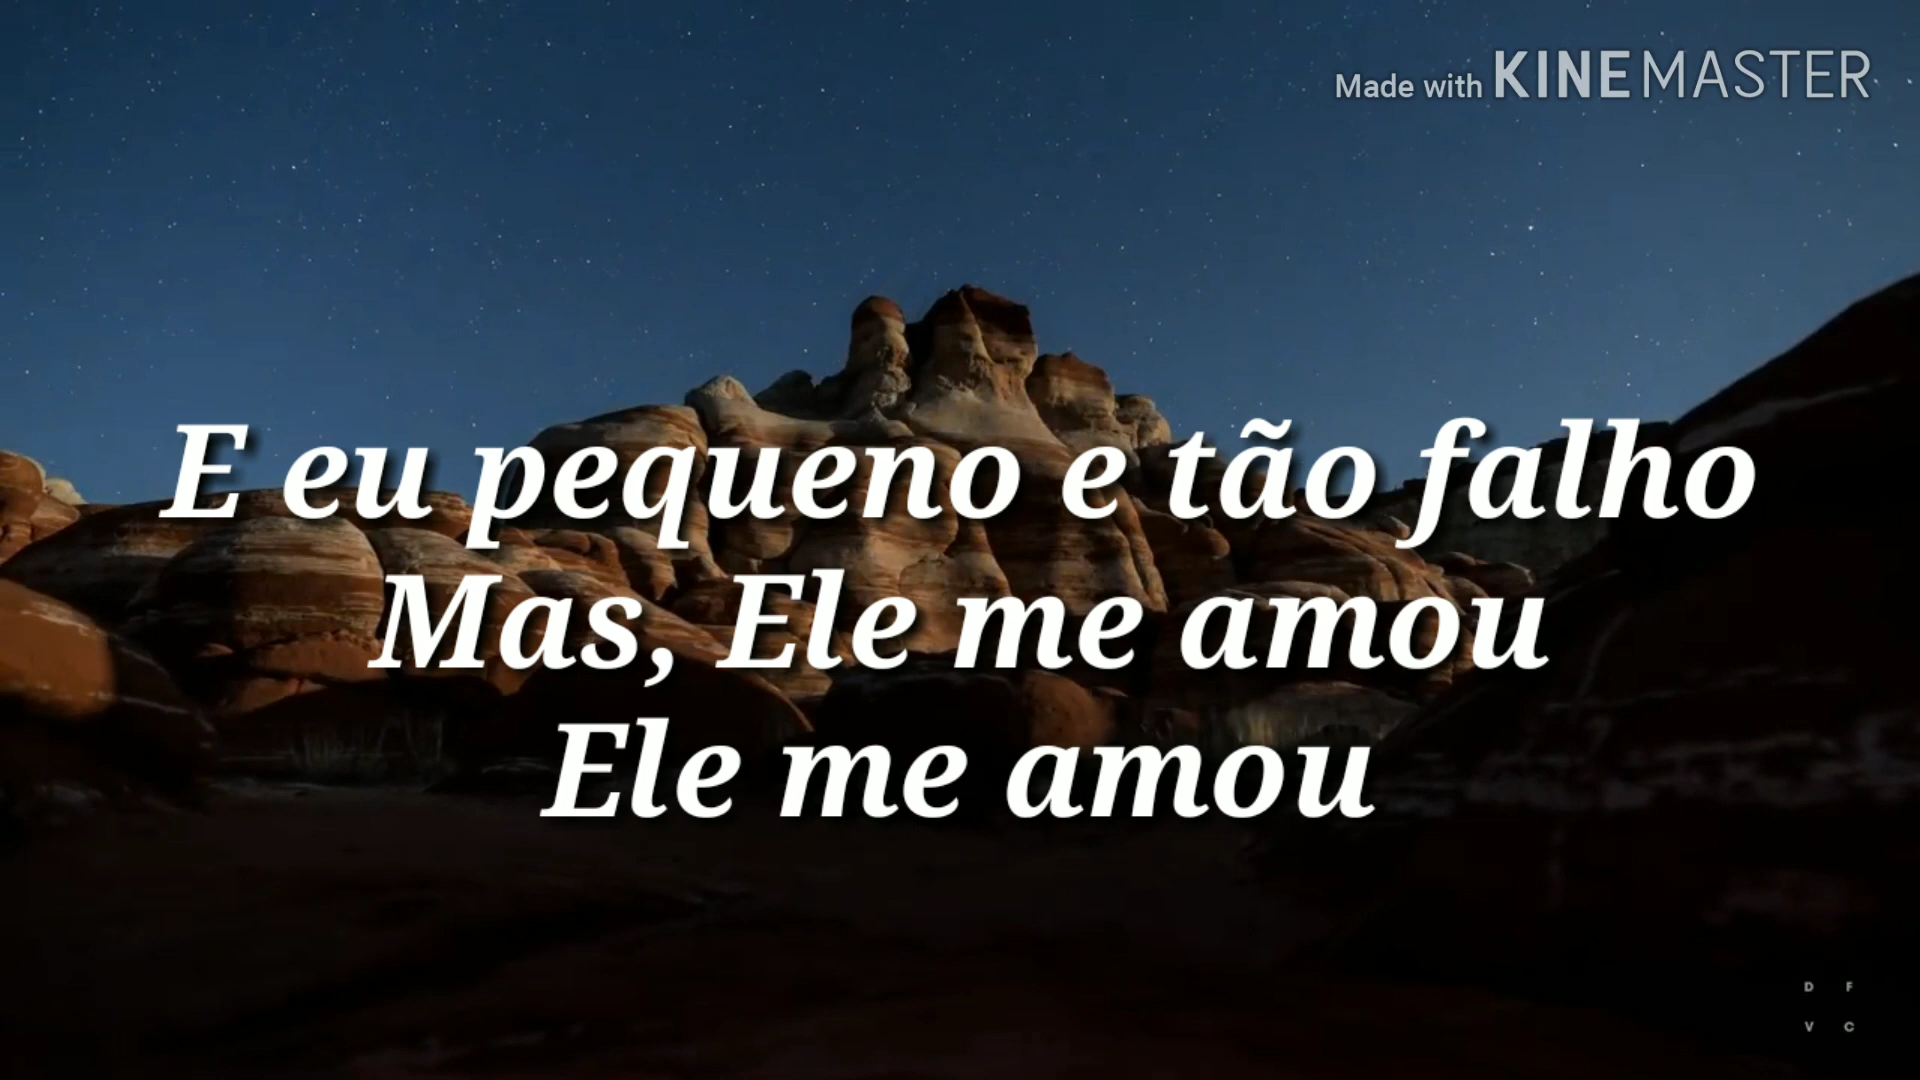 Made with KINEMASTER
E eu pequeno e tão falho
Mas, Ele me amou
Ele me amou
D F
V C